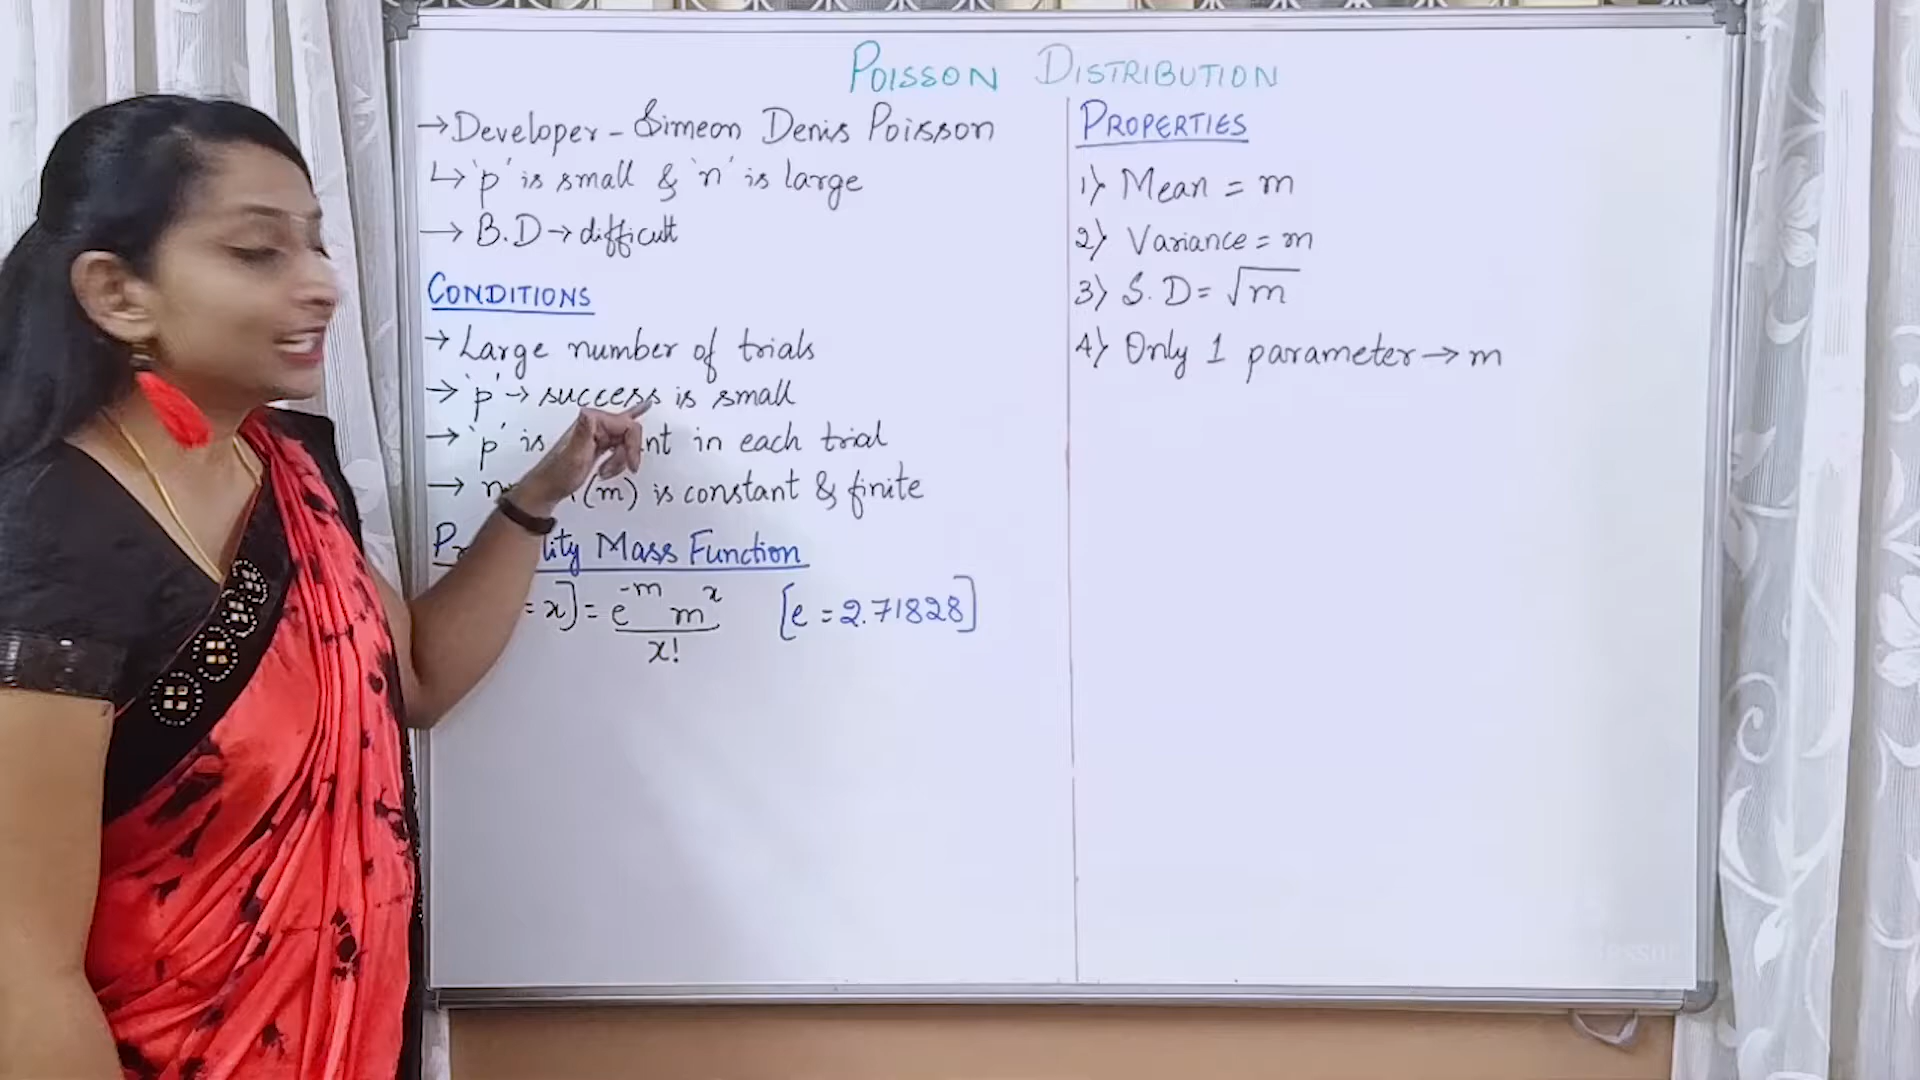 POISSON DISTRIBUTION
→ Developer - Simeon Denis Poisson
↳ 'p' is small & 'n' is large
→ B.D → difficult
CONDITIONS
→ Large number of trials
→ 'p' → success is small
→ 'p' is in each trial
→ (m) is constant & finite
Mass Function
= x] = e^-m m^x / x! [e = 2.71828]
PROPERTIES
1) Mean = m
2) Variance = m
3) S.D = √m
4) Only 1 parameter → m